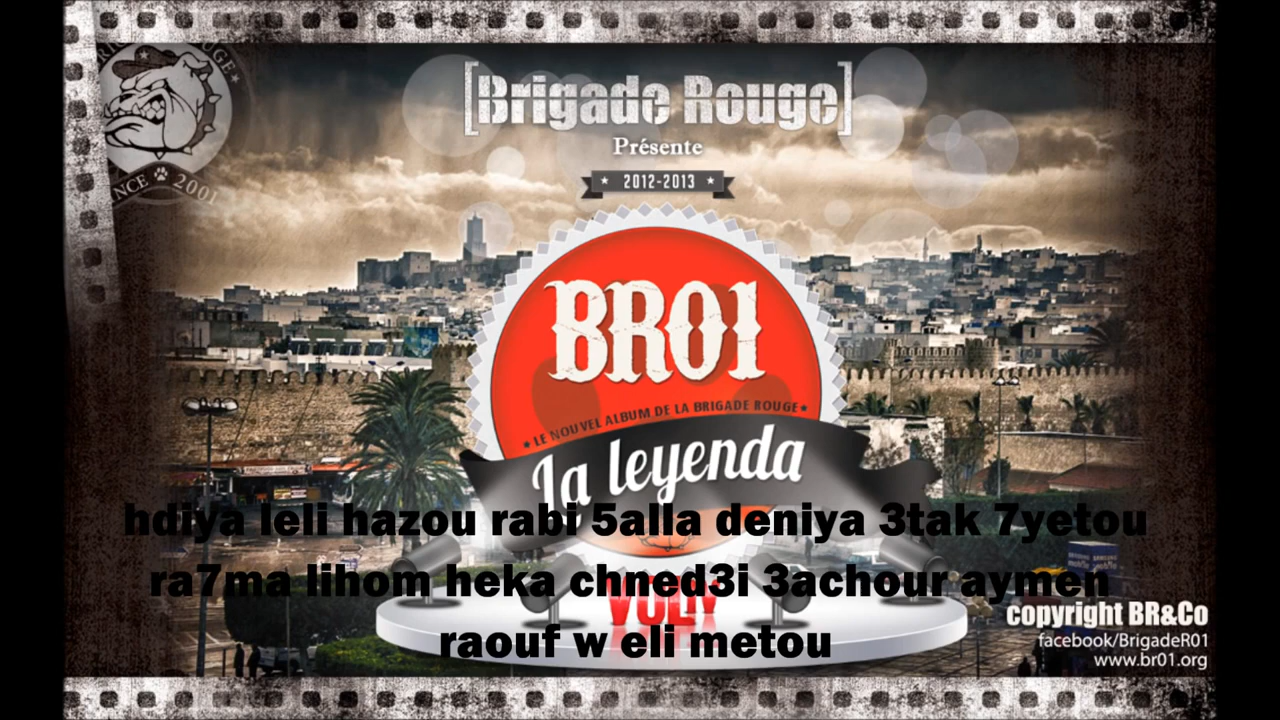 [Brigade Rouge]
Présente
★ 2012-2013 ★
BR01
★ LE NOUVEL ALBUM DE LA BRIGADE ROUGE ★
La leyenda
hdiya leli hazou rabi 5alla deniya 3tak 7yetou
ra7ma lihom heka chned3i 3achour aymen
raouf w eli metou
copyright BR&Co
facebook/BrigadeR01
www.br01.org
2001